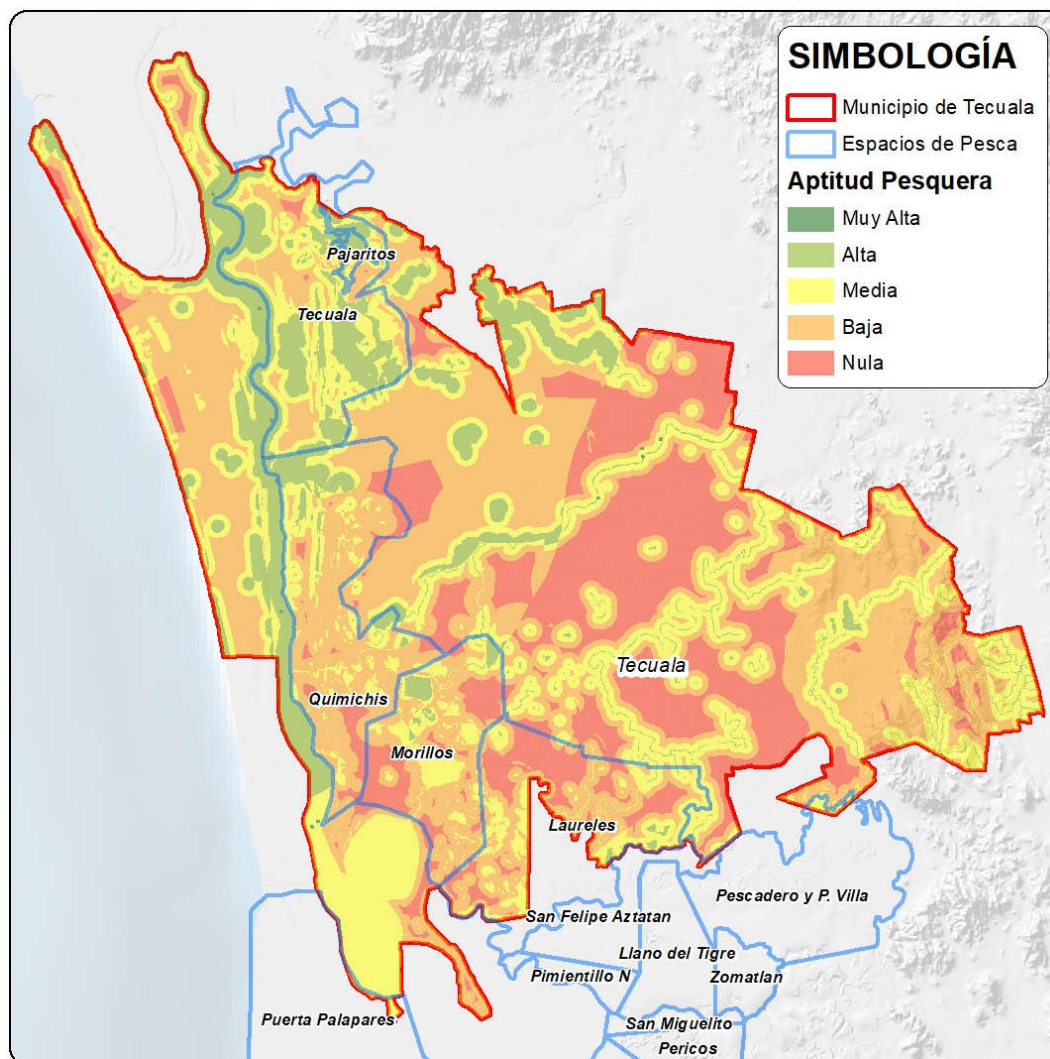 SIMBOLOGÍA
Municipio de Tecuala
Espacios de Pesca
Aptitud Pesquera
Muy Alta
Alta
Media
Baja
Nula
Pajaritos
Tecuala
Tecuala
Quimichis
Morillos
Laureles
Pescadero y P. Villa
San Felipe Aztatan
Llano del Tigre
Pimientillo N
Zomatlan
Puerta Palapares
San Miguelito
Pericos